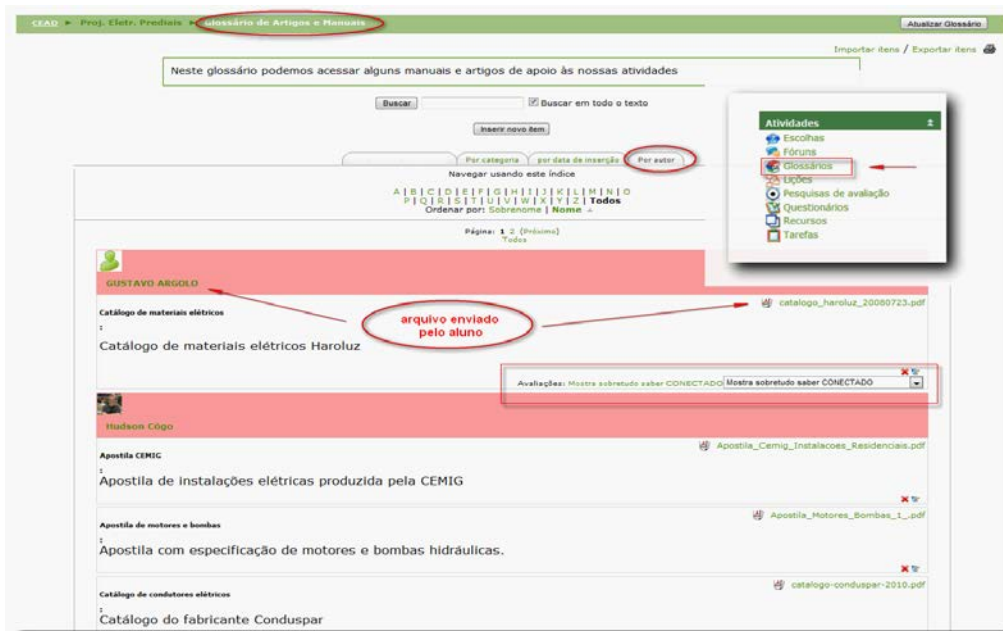 CEAD ► Proj. Eletr. Prediais ► Glossário de Artigos e Manuais
Atualizar Glossário
Importar itens / Exportar itens
Neste glossário podemos acessar alguns manuais e artigos de apoio às nossas atividades
Buscar
Buscar em todo o texto
Inserir novo item
Por categoria
por data de inserção
Por autor
Navegar usando este índice
A | B | C | D | E | F | G | H | I | J | K | L | M | N | O
P | Q | R | S | T | U | V | W | X | Y | Z | Todos
Ordenar por: Sobrenome | Nome
Página: 1 2 (Próximo)
Todos
Atividades
Escolhas
Fóruns
Glossários
Lições
Pesquisas de avaliação
Questionários
Recursos
Tarefas
GUSTAVO ARGOLO
catalogo_haroluz_20080723.pdf
Catálogo de materiais elétricos
:
Catálogo de materiais elétricos Haroluz
arquivo enviado
pelo aluno
Avaliações: Mostra sobretudo saber CONECTADO Mostra sobretudo saber CONECTADO
Hudson Côgo
Apostila_Cemig_Instalacoes_Residenciais.pdf
Apostila CEMIG
:
Apostila de instalações elétricas produzida pela CEMIG
Apostila_Motores_Bombas_1_.pdf
Apostila de motores e bombas
:
Apostila com especificação de motores e bombas hidráulicas.
catalogo-conduspar-2010.pdf
Catálogo de condutores elétricos
:
Catálogo do fabricante Conduspar